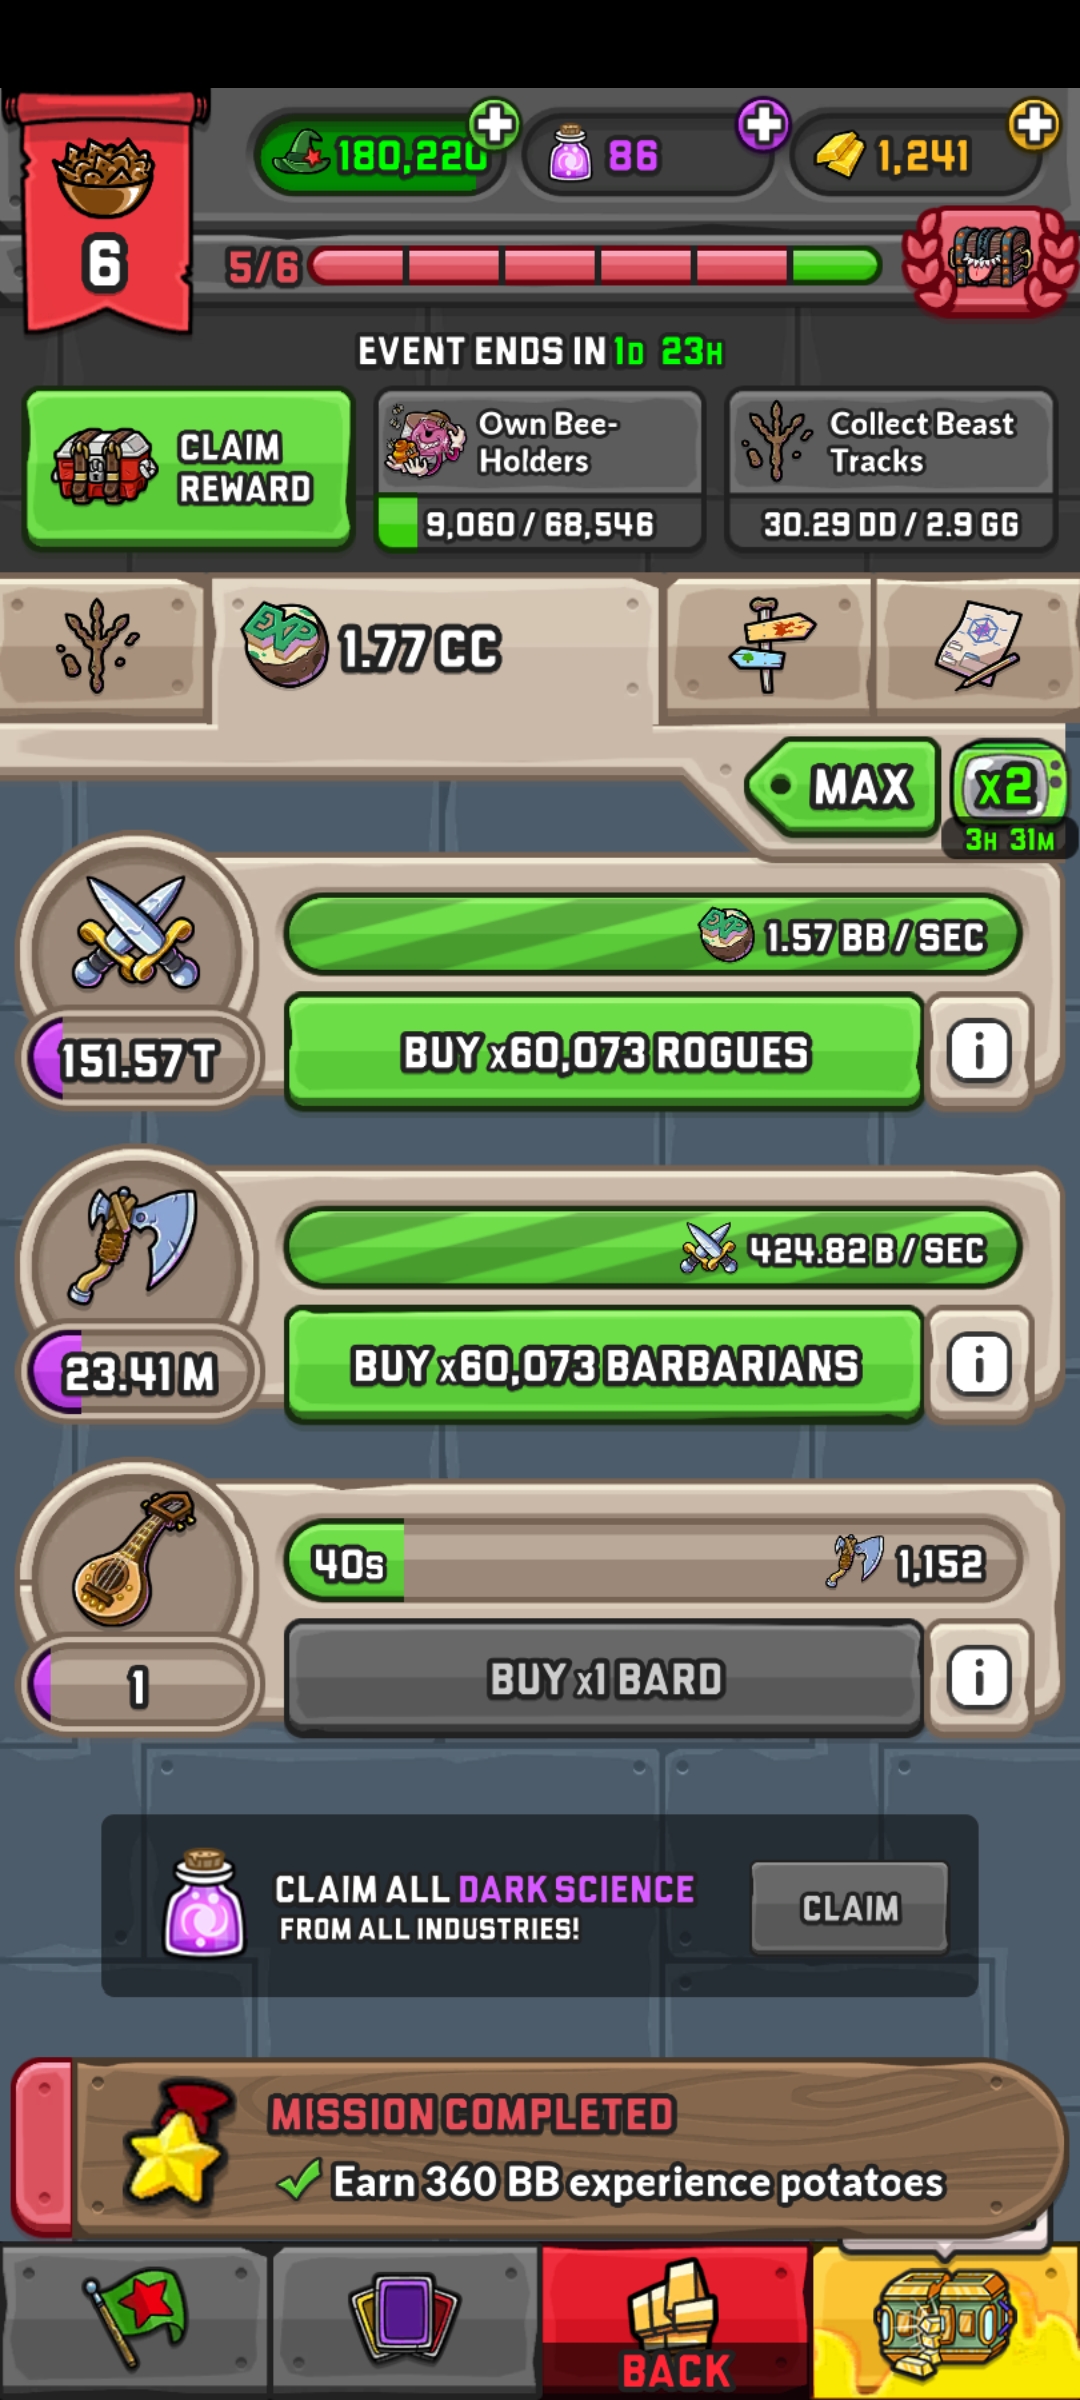 180,220
86
1,241
6
5/6
EVENT ENDS IN 1D 23H
CLAIM
REWARD
Own Bee-
Holders
9,060 / 68,546
Collect Beast
Tracks
30.29 DD / 2.9 GG
EXP
1.77 CC
MAX
x2
3H 31M
EXP
1.57 BB / SEC
151.57 T
BUY x60,073 ROGUES
i
424.82 B / SEC
23.41 M
BUY x60,073 BARBARIANS
i
40s
1,152
1
BUY x1 BARD
i
CLAIM ALL DARK SCIENCE
FROM ALL INDUSTRIES!
CLAIM
MISSION COMPLETED
Earn 360 BB experience potatoes
BACK